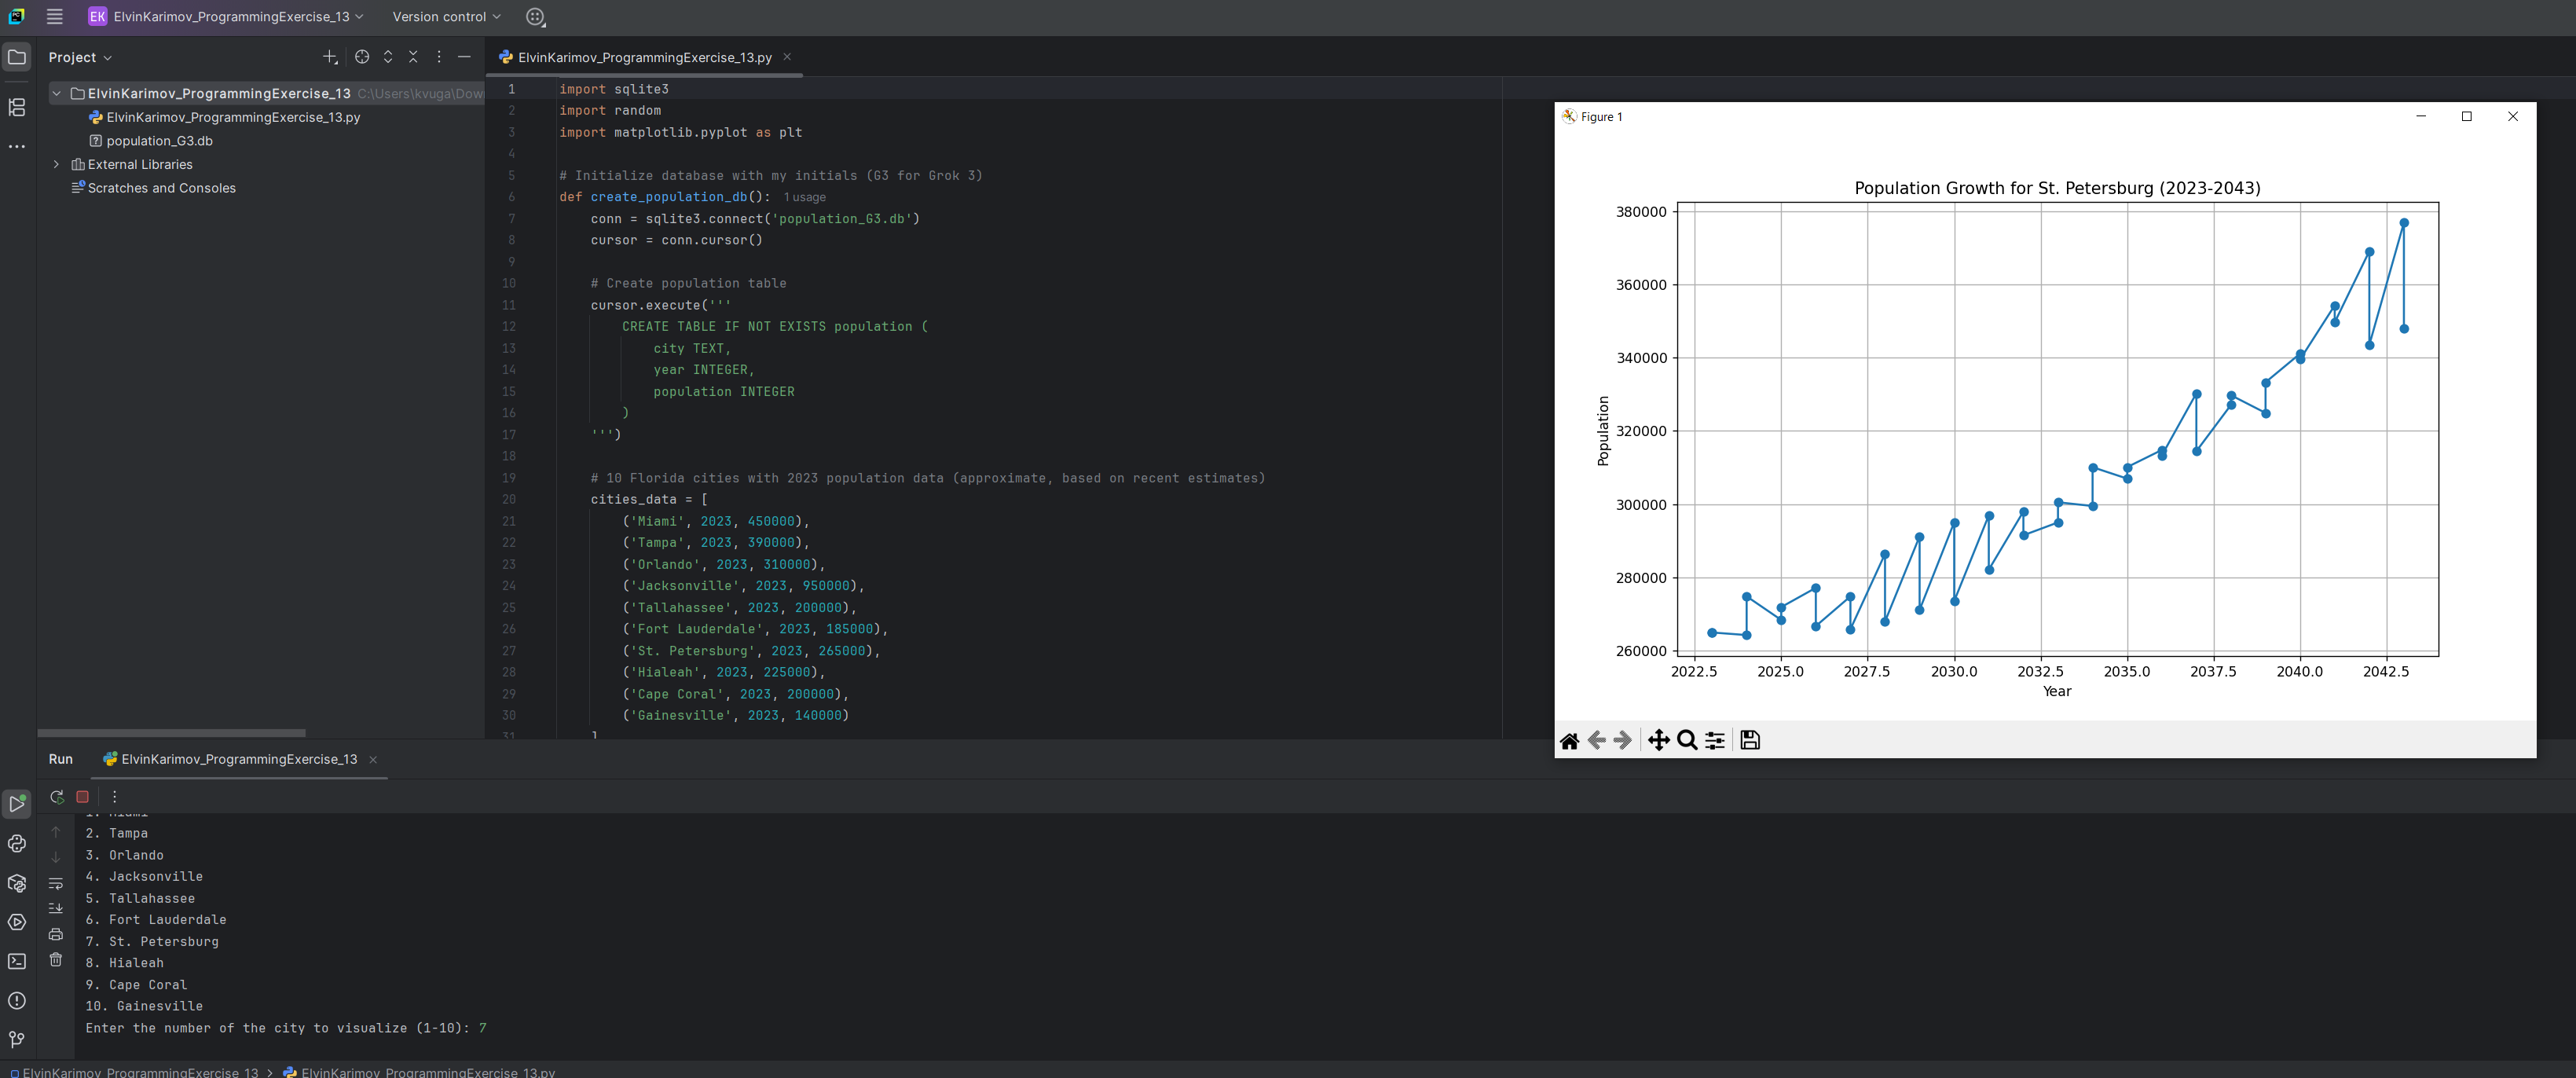 EK ElvinKarimov_ProgrammingExercise_13 Version control
Project
ElvinKarimov_ProgrammingExercise_13 C:\Users\kvuga\Dow
ElvinKarimov_ProgrammingExercise_13.py
population_G3.db
External Libraries
Scratches and Consoles
ElvinKarimov_ProgrammingExercise_13.py
1 import sqlite3
2 import random
3 import matplotlib.pyplot as plt
4
5 # Initialize database with my initials (G3 for Grok 3)
6 def create_population_db(): 1 usage
7 conn = sqlite3.connect('population_G3.db')
8 cursor = conn.cursor()
9
10 # Create population table
11 cursor.execute('''
12 CREATE TABLE IF NOT EXISTS population (
13 city TEXT,
14 year INTEGER,
15 population INTEGER
16 )
17 ''')
18
19 # 10 Florida cities with 2023 population data (approximate, based on recent estimates)
20 cities_data = [
21 ('Miami', 2023, 450000),
22 ('Tampa', 2023, 390000),
23 ('Orlando', 2023, 310000),
24 ('Jacksonville', 2023, 950000),
25 ('Tallahassee', 2023, 200000),
26 ('Fort Lauderdale', 2023, 185000),
27 ('St. Petersburg', 2023, 265000),
28 ('Hialeah', 2023, 225000),
29 ('Cape Coral', 2023, 200000),
30 ('Gainesville', 2023, 140000)
31 ]
Figure 1
Population Growth for St. Petersburg (2023-2043)
380000
360000
340000
320000
300000
280000
260000
Population
2022.5 2025.0 2027.5 2030.0 2032.5 2035.0 2037.5 2040.0 2042.5
Year
Run ElvinKarimov_ProgrammingExercise_13
1. Miami
2. Tampa
3. Orlando
4. Jacksonville
5. Tallahassee
6. Fort Lauderdale
7. St. Petersburg
8. Hialeah
9. Cape Coral
10. Gainesville
Enter the number of the city to visualize (1-10): 7
ElvinKarimov_ProgrammingExercise_13 > ElvinKarimov_ProgrammingExercise_13.py